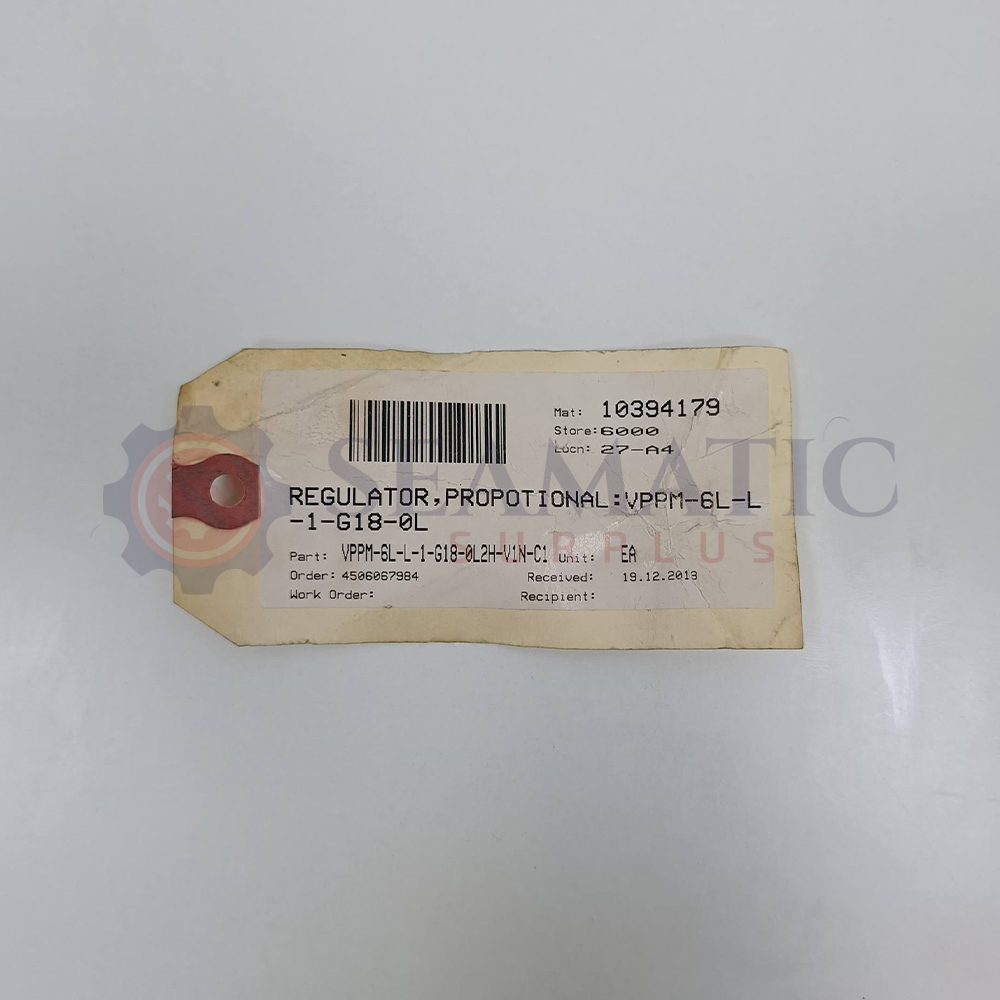 Mat: 10394179
Store: 6000
Locn: 27-A4
SEAMATIC
SURPLUS
REGULATOR,PROPOTIONAL:VPPM-6L-L
-1-G18-0L
Part: VPPM-6L-L-1-G18-0L2H-V1N-C1 Unit: EA
Order: 4506067984 Received: 19.12.2013
Work Order: Recipient: